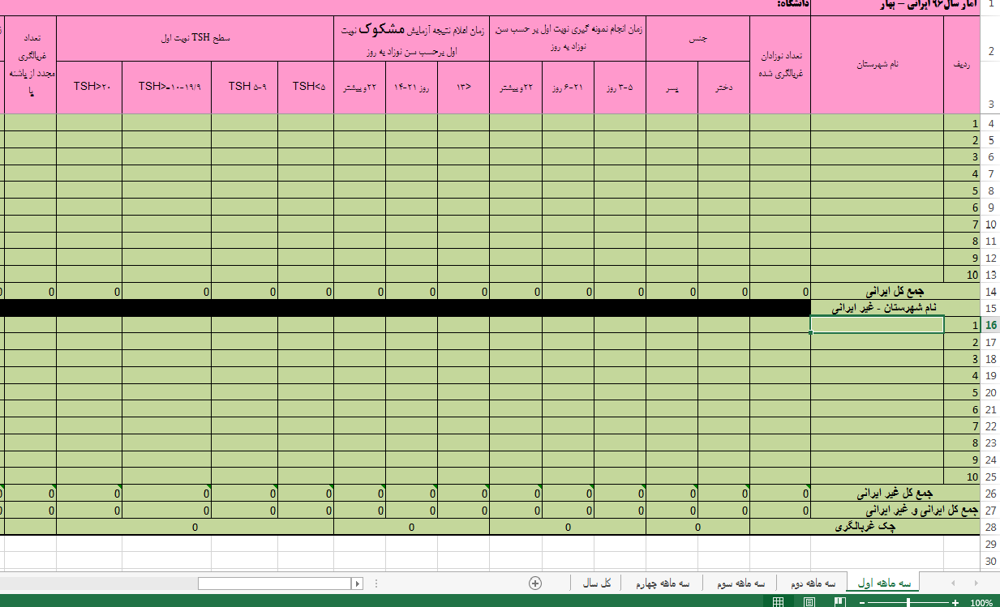 آمار سال ۹۶ ایرانی – بهار
دانشگاه:
ردیف
نام شهرستان
تعداد نوزادان
غربالگری شده
جنس
دختر
پسر
زمان انجام نمونه گیری نوبت اول بر حسب سن
نوزاد به روز
۳-۵ روز
۶-۲۱ روز
۲۲و بیشتر
زمان اعلام نتیجه آزمایش مشکوک نوبت
اول برحسب سن نوزاد به روز
۱۳>
۱۴-۲۱ روز
۲۲و بیشتر
سطح TSH نوبت اول
TSH<۵
TSH ۵-۹
TSH>=۱۰-۱۹/۹
TSH>۲۰
تعداد
غربالگری
مجدد از پاشنه
پا
1
2
3
4
5
6
7
8
9
10
جمع کل ایرانی
0 0 0 0 0 0 0 0 0 0 0 0 0 0
نام شهرستان - غیر ایرانی
1
2
3
4
5
6
7
8
9
10
جمع کل غیر ایرانی
0 0 0 0 0 0 0 0 0 0 0 0 0 0
جمع کل ایرانی و غیر ایرانی
0 0 0 0 0 0 0 0 0 0 0 0 0 0
چک غربالگری
0 0 0 0
1
2
3
4
5
6
7
8
9
10
11
12
13
14
15
16
17
18
19
20
21
22
23
24
25
26
27
28
29
30
سه ماهه اول
سه ماهه دوم
سه ماهه سوم
سه ماهه چهارم
کل سال
100%